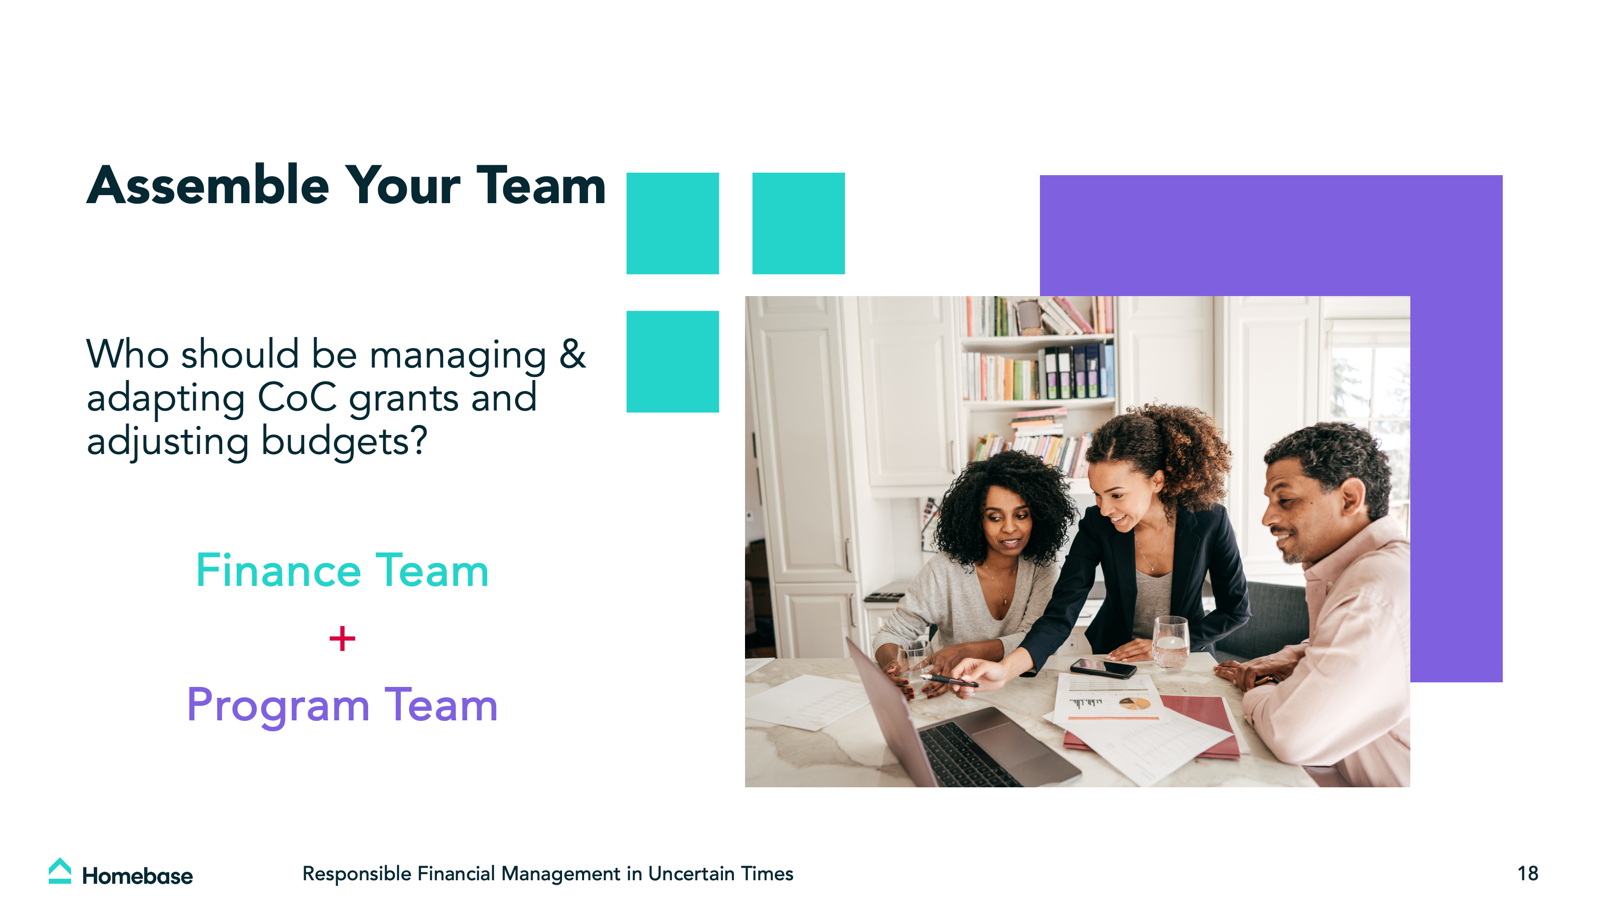 Assemble Your Team
Who should be managing &
adapting CoC grants and
adjusting budgets?
Finance Team
+
Program Team
Homebase
Responsible Financial Management in Uncertain Times
18